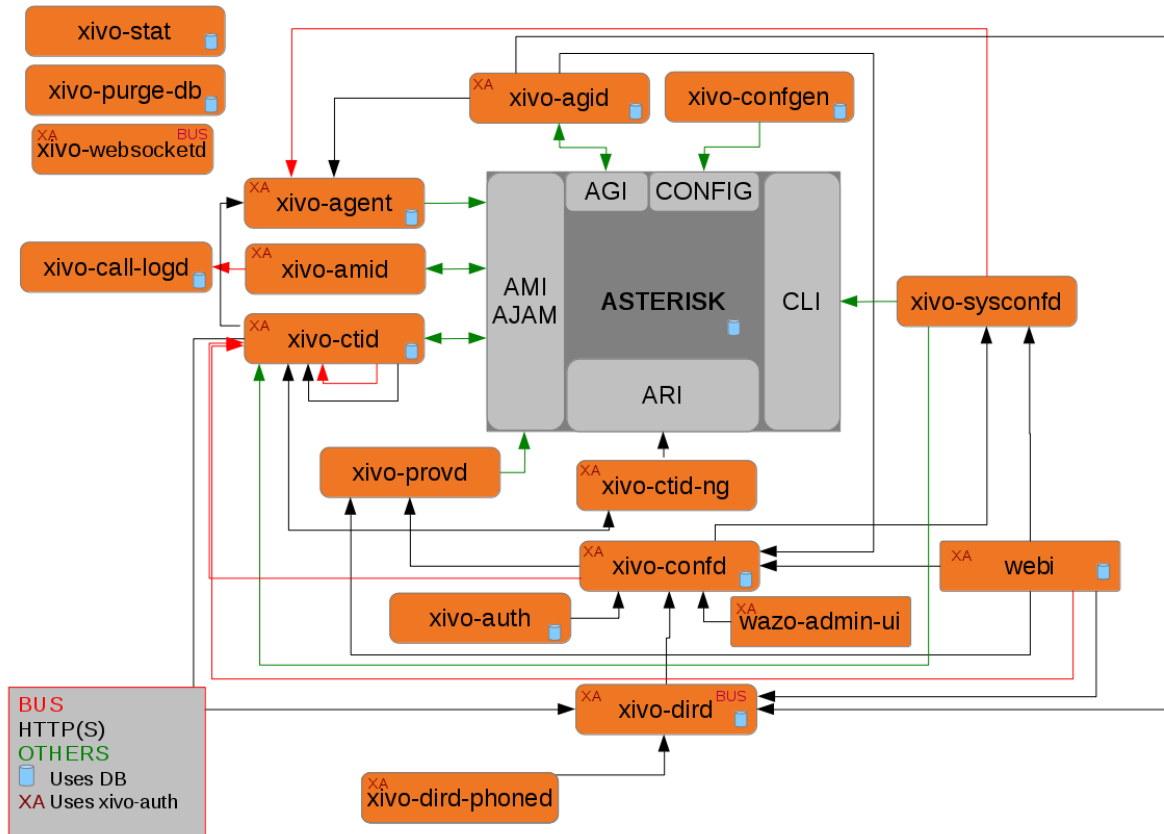 xivo-stat
xivo-purge-db
XA
BUS
xivo-websocketd
XA
xivo-agid
xivo-confgen
XA
xivo-agent
AGI
CONFIG
xivo-call-logd
XA
xivo-amid
AMI
AJAM
ASTERISK
CLI
xivo-sysconfd
XA
xivo-ctid
ARI
xivo-provd
XA
xivo-ctid-ng
XA
xivo-confd
XA
webi
xivo-auth
XA
wazo-admin-ui
XA
BUS
xivo-dird
XA
xivo-dird-phoned
BUS
HTTP(S)
OTHERS
Uses DB
XA Uses xivo-auth